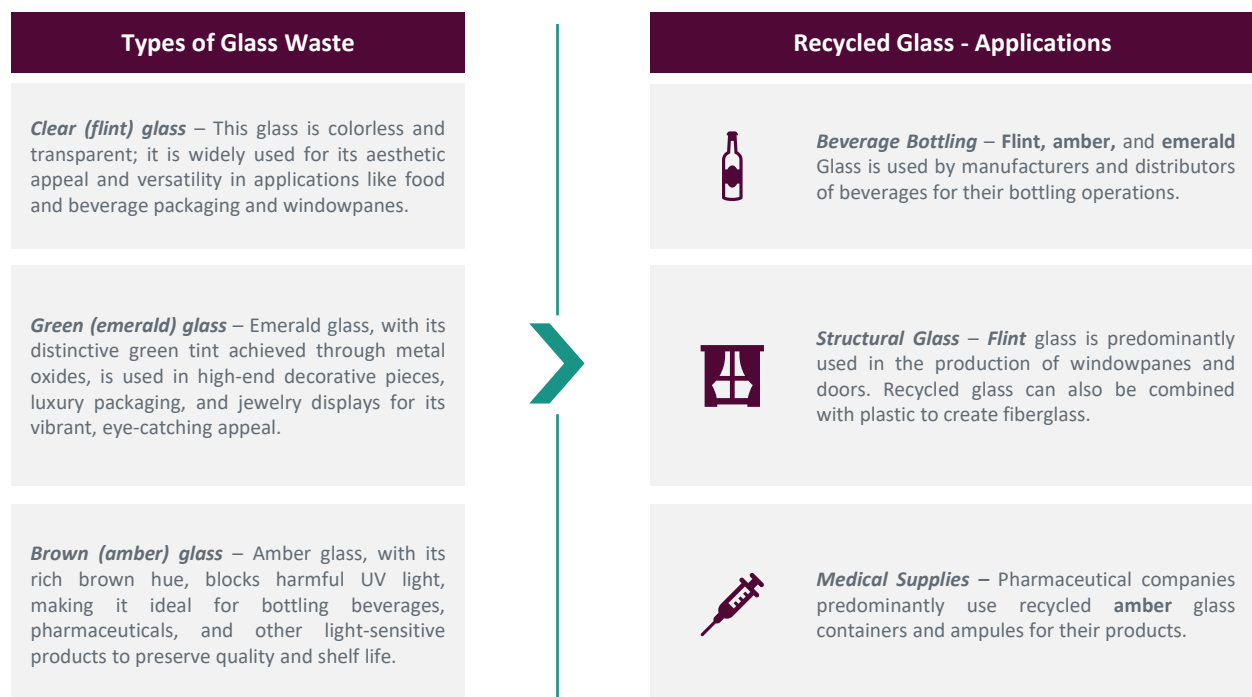 Types of Glass Waste
Clear (flint) glass – This glass is colorless and
transparent; it is widely used for its aesthetic
appeal and versatility in applications like food
and beverage packaging and windowpanes.
Green (emerald) glass – Emerald glass, with its
distinctive green tint achieved through metal
oxides, is used in high-end decorative pieces,
luxury packaging, and jewelry displays for its
vibrant, eye-catching appeal.
Brown (amber) glass – Amber glass, with its
rich brown hue, blocks harmful UV light,
making it ideal for bottling beverages,
pharmaceuticals, and other light-sensitive
products to preserve quality and shelf life.
Recycled Glass - Applications
Beverage Bottling – Flint, amber, and emerald
Glass is used by manufacturers and distributors
of beverages for their bottling operations.
Structural Glass – Flint glass is predominantly
used in the production of windowpanes and
doors. Recycled glass can also be combined
with plastic to create fiberglass.
Medical Supplies – Pharmaceutical companies
predominantly use recycled amber glass
containers and ampules for their products.